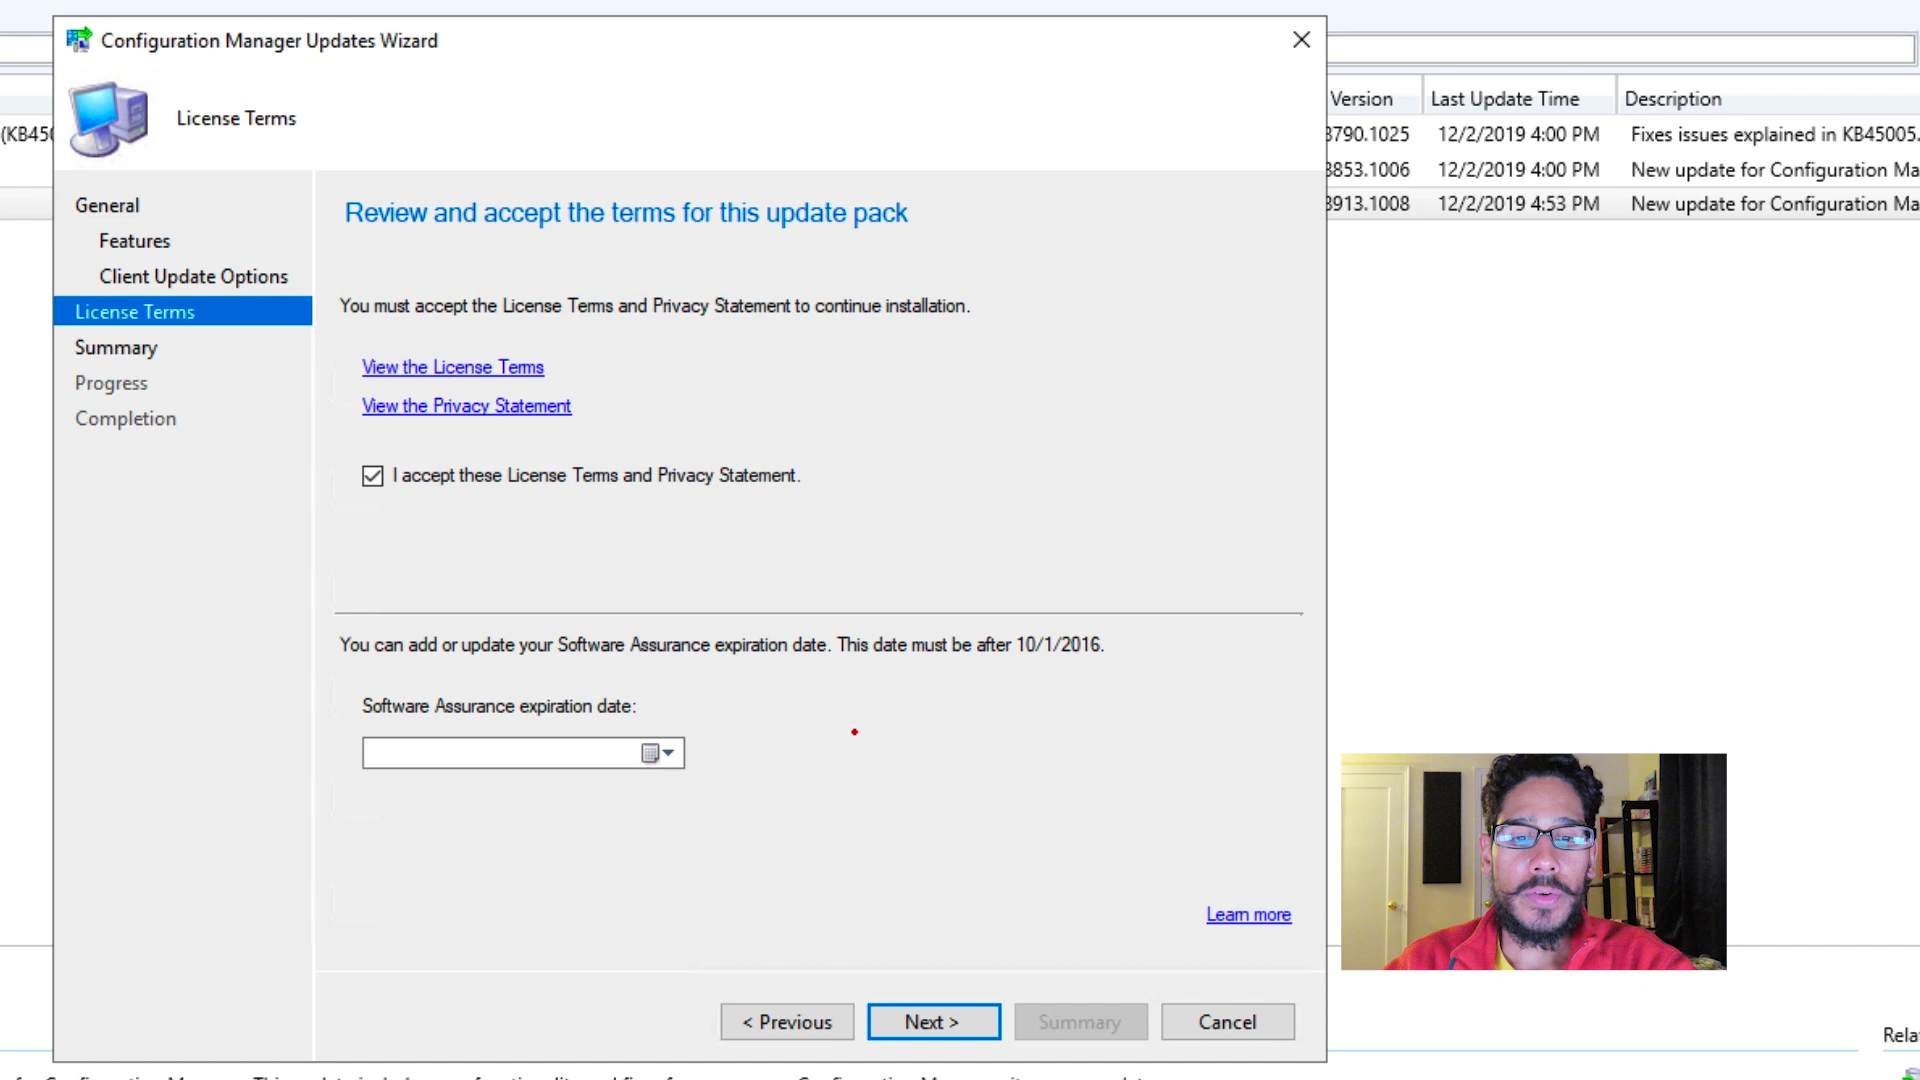 Configuration Manager Updates Wizard
License Terms
General
Features
Client Update Options
License Terms
Summary
Progress
Completion
Review and accept the terms for this update pack
You must accept the License Terms and Privacy Statement to continue installation.
View the License Terms
View the Privacy Statement
I accept these License Terms and Privacy Statement.
You can add or update your Software Assurance expiration date. This date must be after 10/1/2016.
Software Assurance expiration date:
Learn more
< Previous
Next >
Summary
Cancel
(KB450
Version Last Update Time Description
8790.1025 12/2/2019 4:00 PM Fixes issues explained in KB45005.
8853.1006 12/2/2019 4:00 PM New update for Configuration Ma
8913.1008 12/2/2019 4:53 PM New update for Configuration Ma
Rela